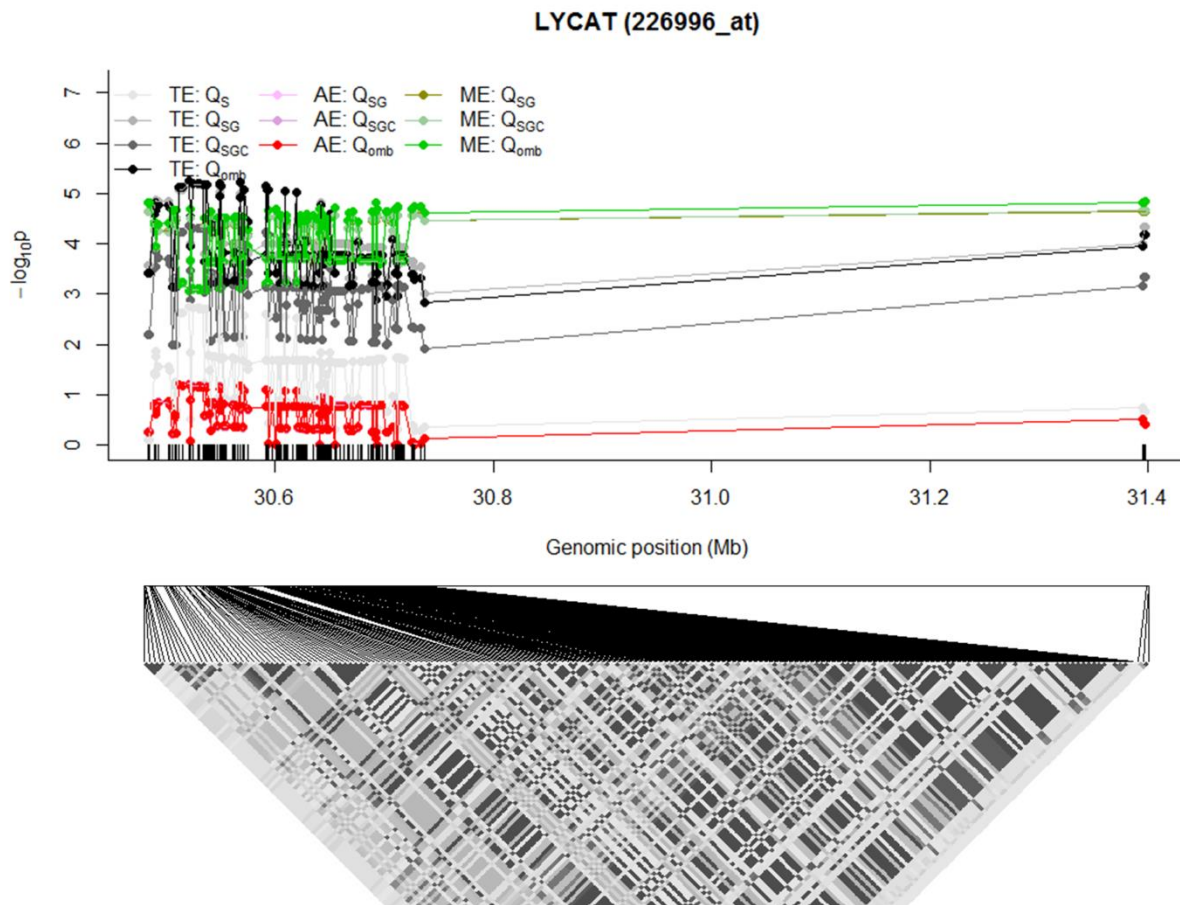 LYCAT (226996_at)
7
6
5
4
3
2
1
0
− log10p
TE: QS
TE: QSG
TE: QSGC
TE: Qomb
AE: QSG
AE: QSGC
AE: Qomb
ME: QSG
ME: QSGC
ME: Qomb
30.6 30.8 31.0 31.2 31.4
Genomic position (Mb)